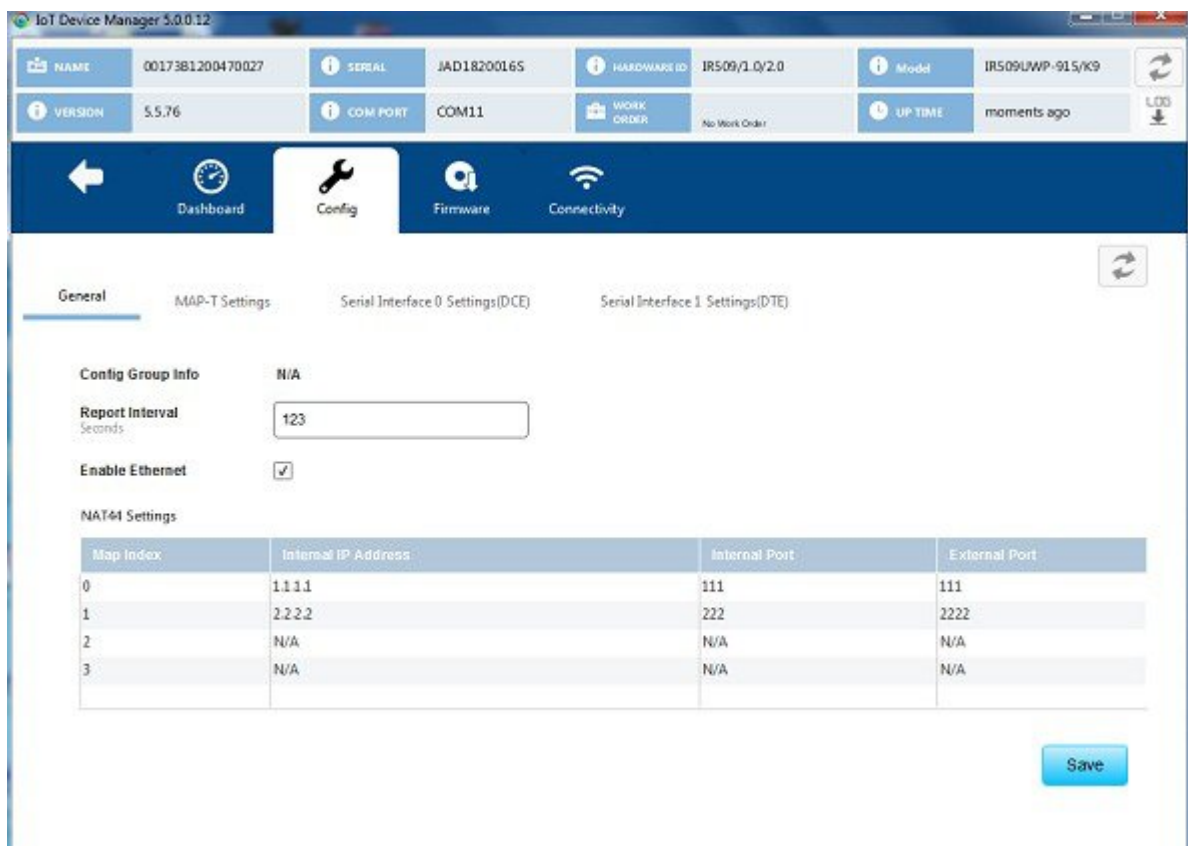 IoT Device Manager 5.0.0.12
NAME 00173B1200470027 SERIAL JAD1820016S HARDWARE ID IR509/1.0/2.0 Model IR509UWP-915/K9
VERSION 5.5.76 COM PORT COM11 WORK ORDER No Work Order UP TIME moments ago LOG
Dashboard Config Firmware Connectivity
General MAP-T Settings Serial Interface 0 Settings(DCE) Serial Interface 1 Settings(DTE)
Config Group Info N/A
Report Interval 123
Seconds
Enable Ethernet
NAT44 Settings
Map Index Internal IP Address Internal Port External Port
0 1.1.1.1 111 111
1 2.2.2.2 222 2222
2 N/A N/A N/A
3 N/A N/A N/A
Save